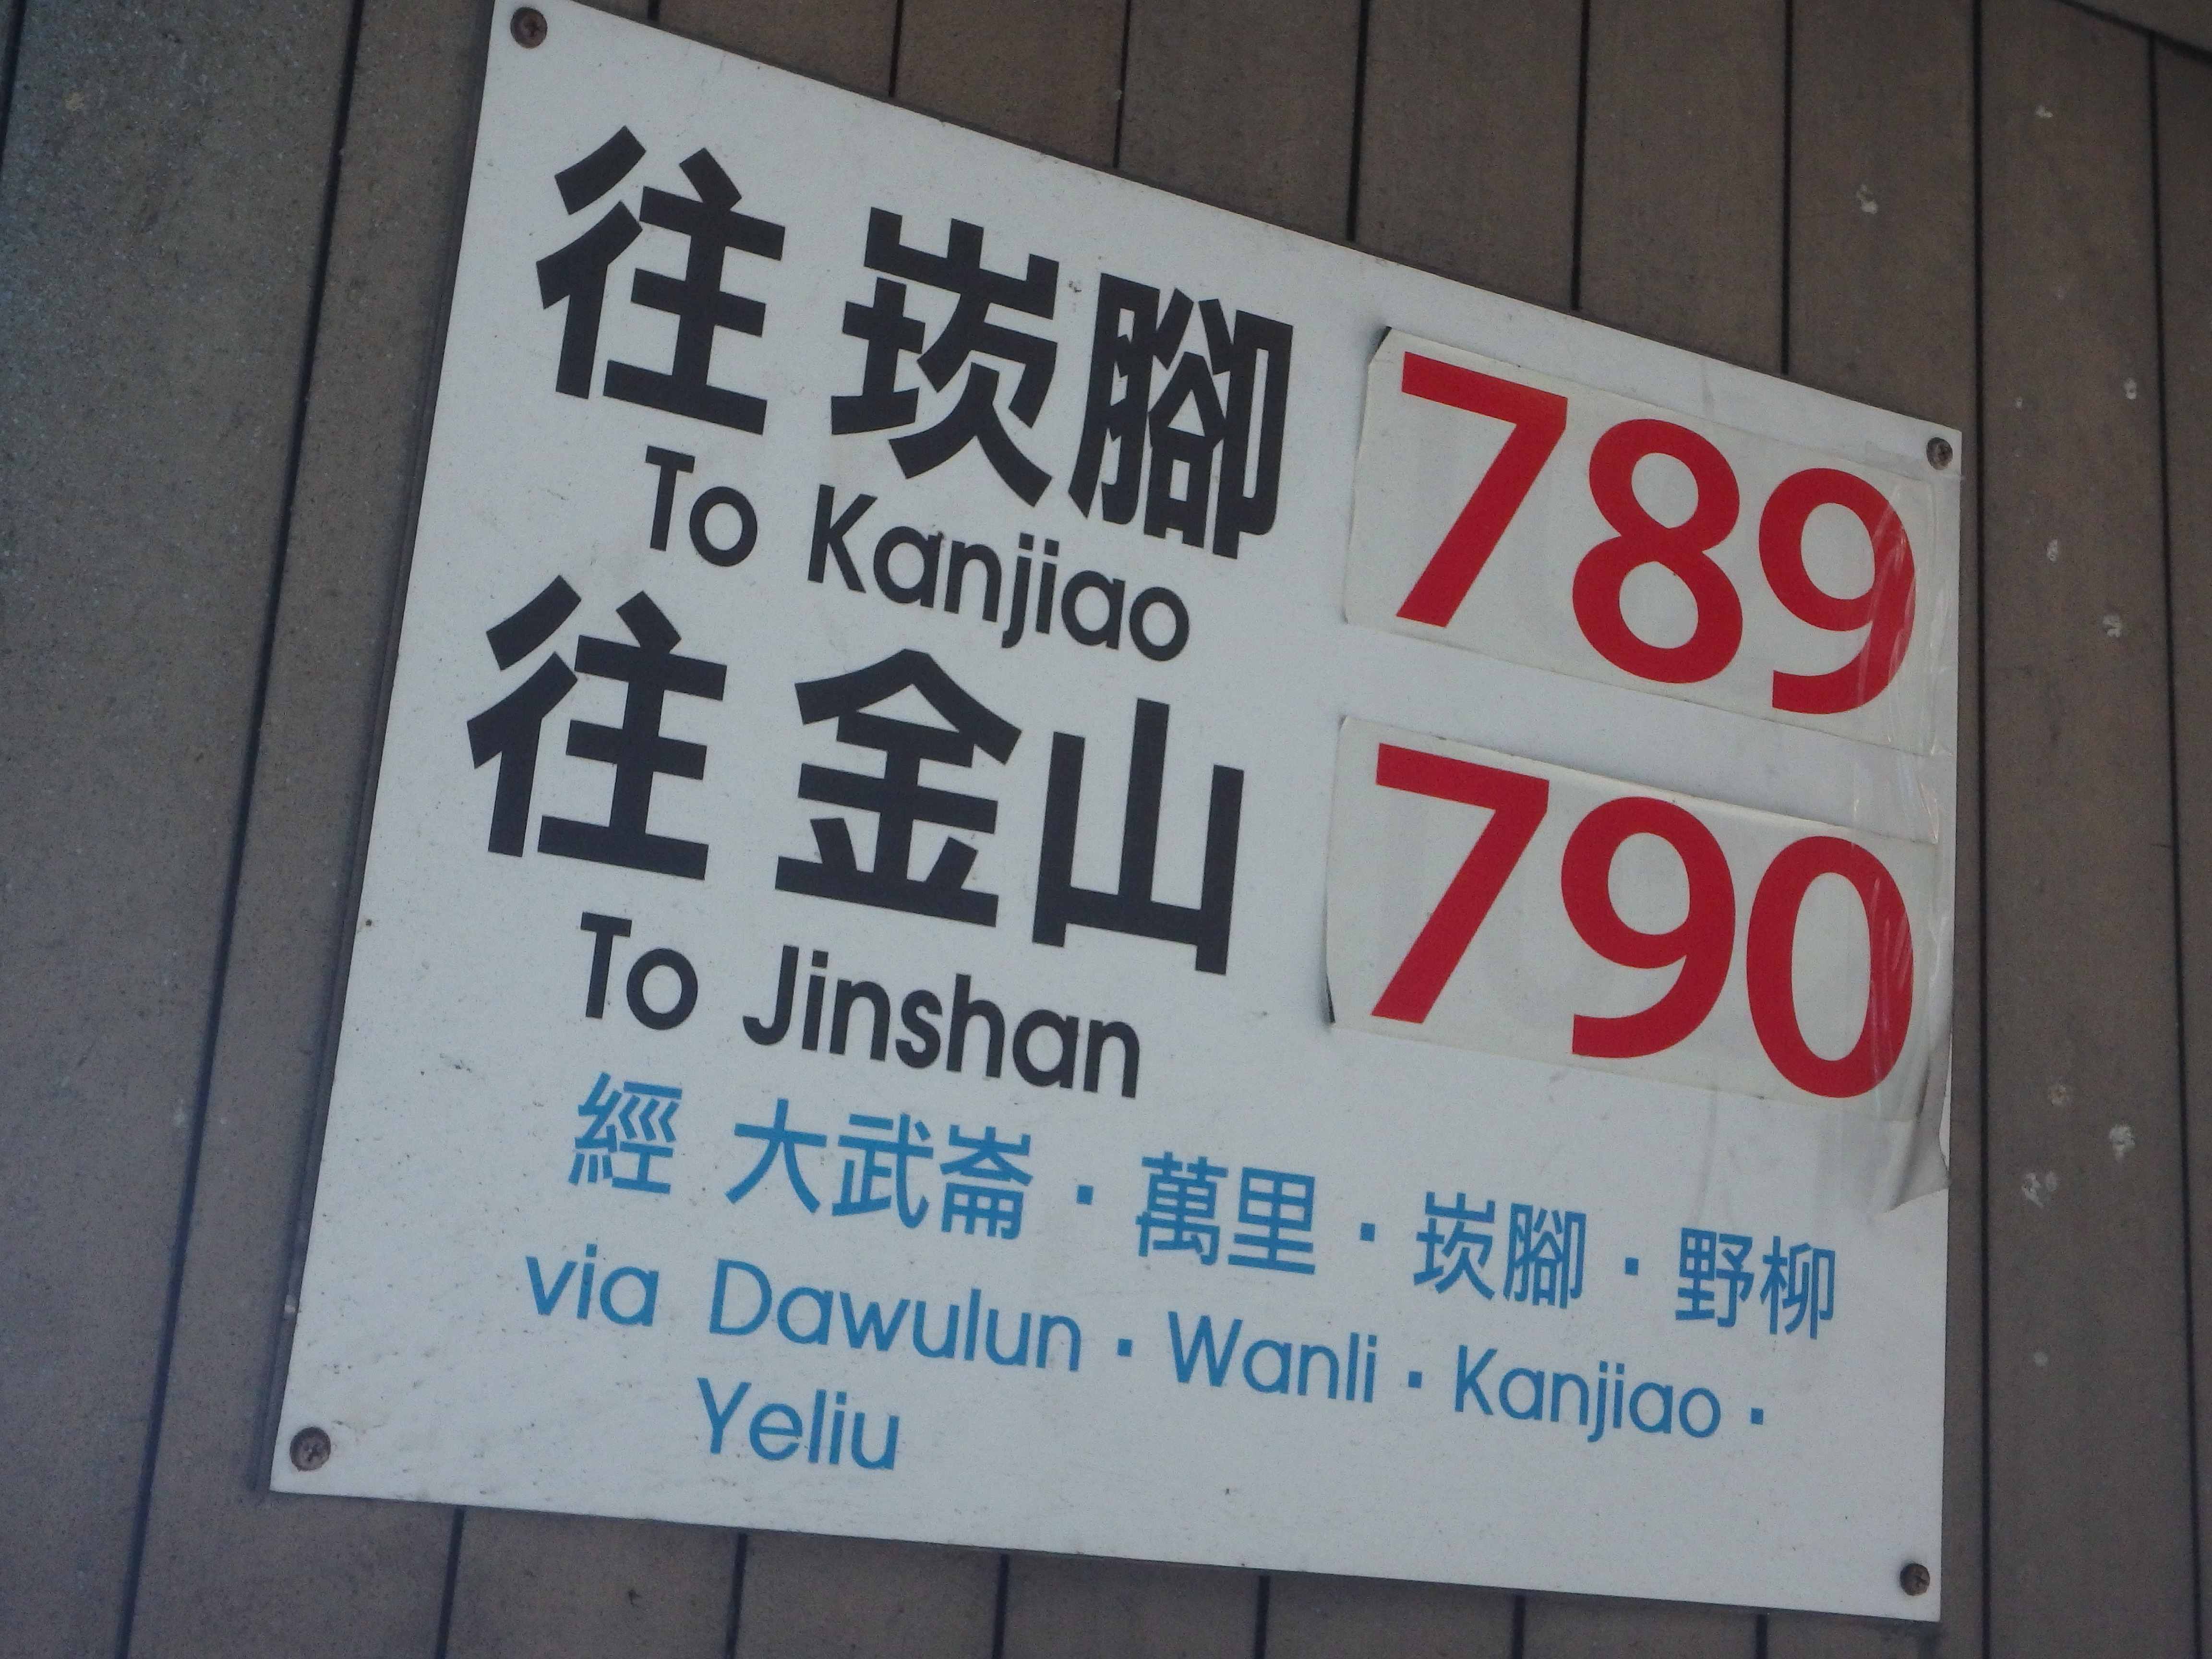 往 崁腳 789
To Kanjiao
往 金山 790
To Jinshan
經 大武崙・萬里・崁腳・野柳
via Dawulun・Wanli・Kanjiao・
Yeliu